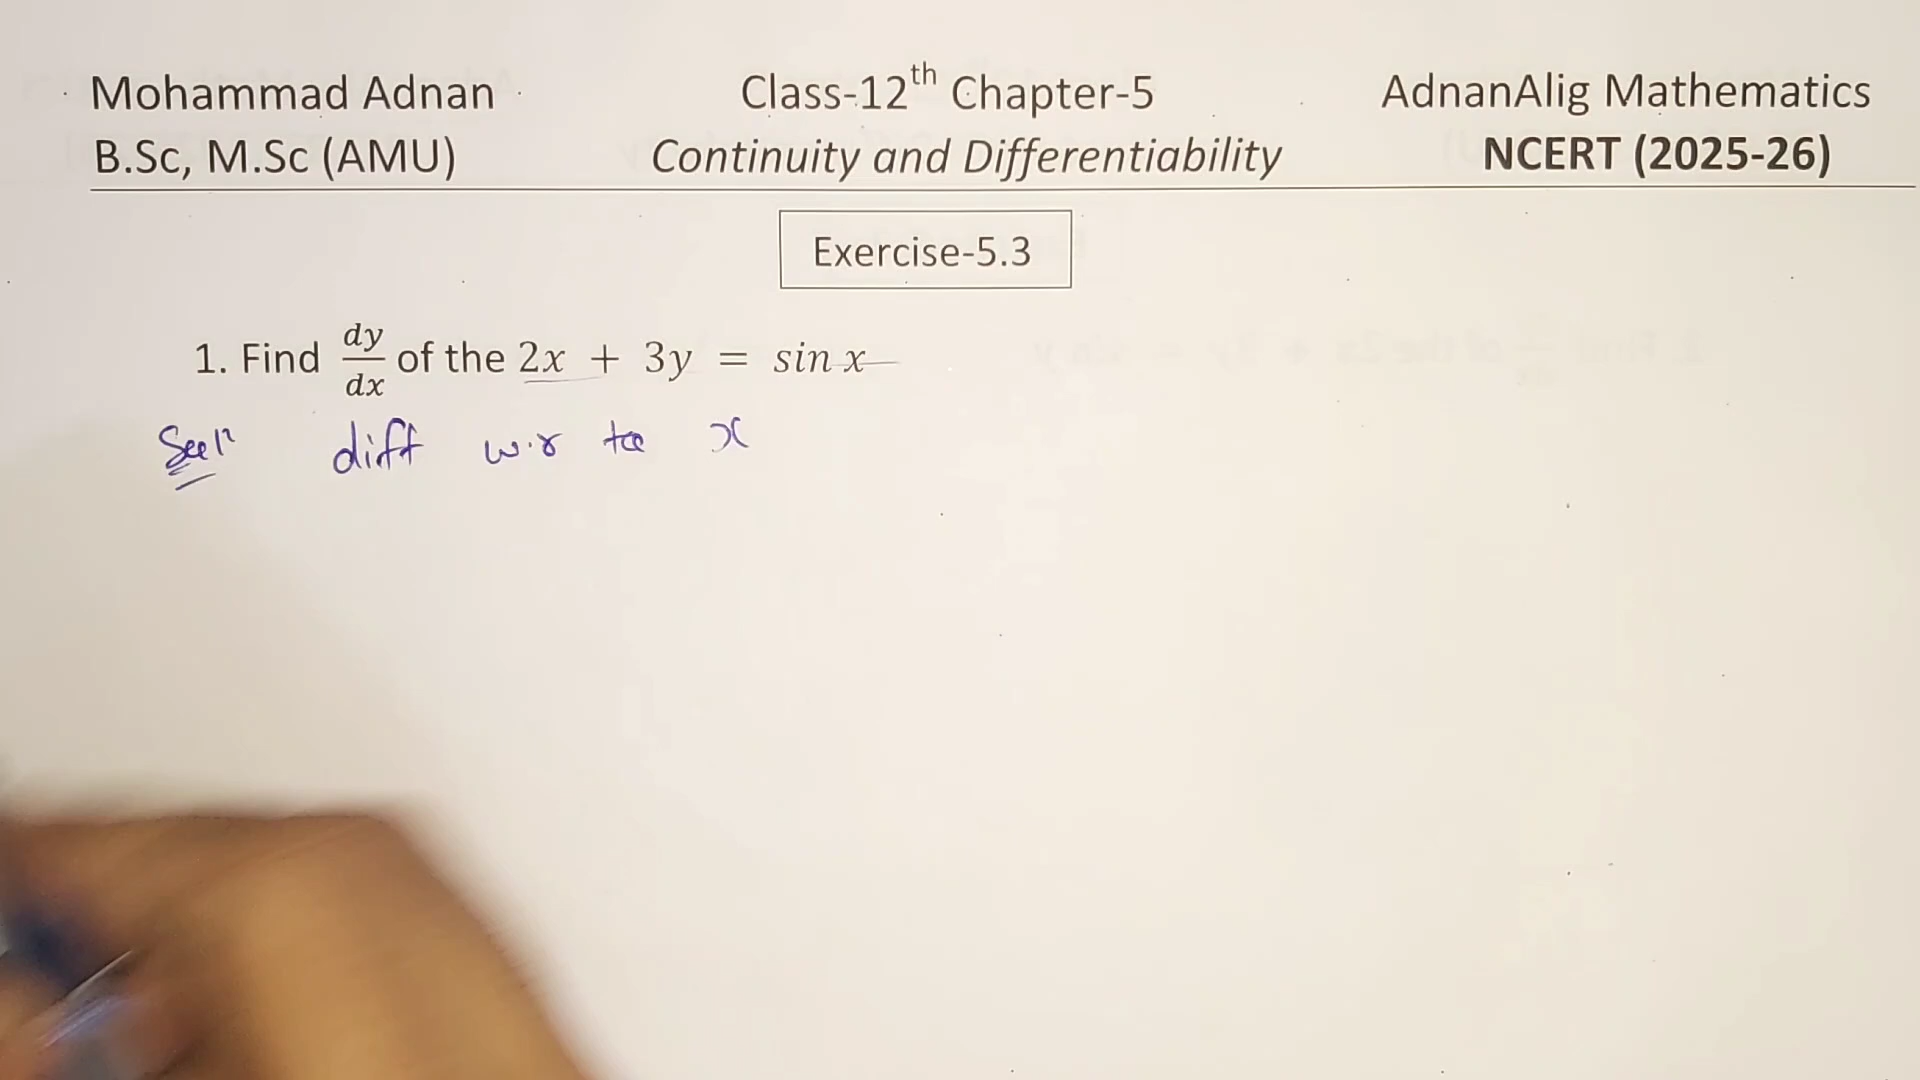 Mohammad Adnan Class-12th Chapter-5 AdnanAlig Mathematics
B.Sc, M.Sc (AMU) Continuity and Differentiability NCERT (2025-26)
Exercise-5.3
1. Find dy/dx of the 2x + 3y = sin x
Solⁿ diff w.r to x